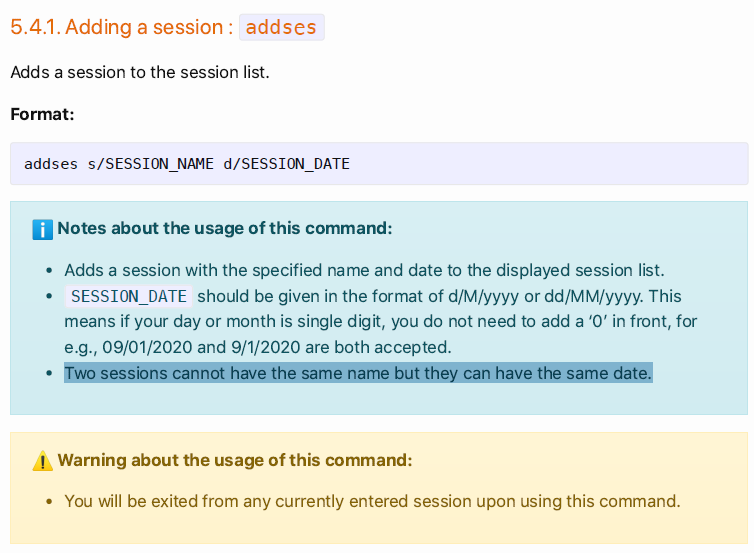 5.4.1. Adding a session : addses
Adds a session to the session list.
Format:
addses s/SESSION_NAME d/SESSION_DATE
Notes about the usage of this command:
• Adds a session with the specified name and date to the displayed session list.
• SESSION_DATE should be given in the format of d/M/yyyy or dd/MM/yyyy. This
means if your day or month is single digit, you do not need to add a ‘0’ in front, for
e.g., 09/01/2020 and 9/1/2020 are both accepted.
• Two sessions cannot have the same name but they can have the same date.
Warning about the usage of this command:
• You will be exited from any currently entered session upon using this command.